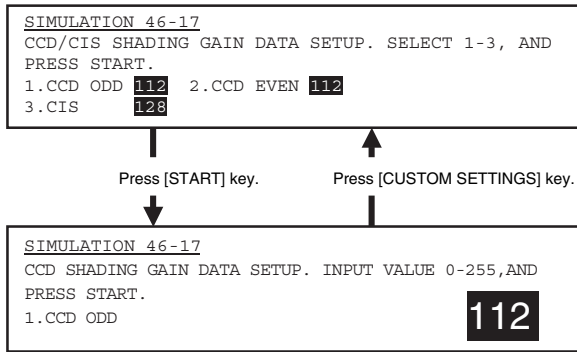 SIMULATION 46-17
CCD/CIS SHADING GAIN DATA SETUP. SELECT 1-3, AND
PRESS START.
1.CCD ODD 112 2.CCD EVEN 112
3.CIS 128
Press [START] key. Press [CUSTOM SETTINGS] key.
SIMULATION 46-17
CCD SHADING GAIN DATA SETUP. INPUT VALUE 0-255,AND
PRESS START.
1.CCD ODD 112